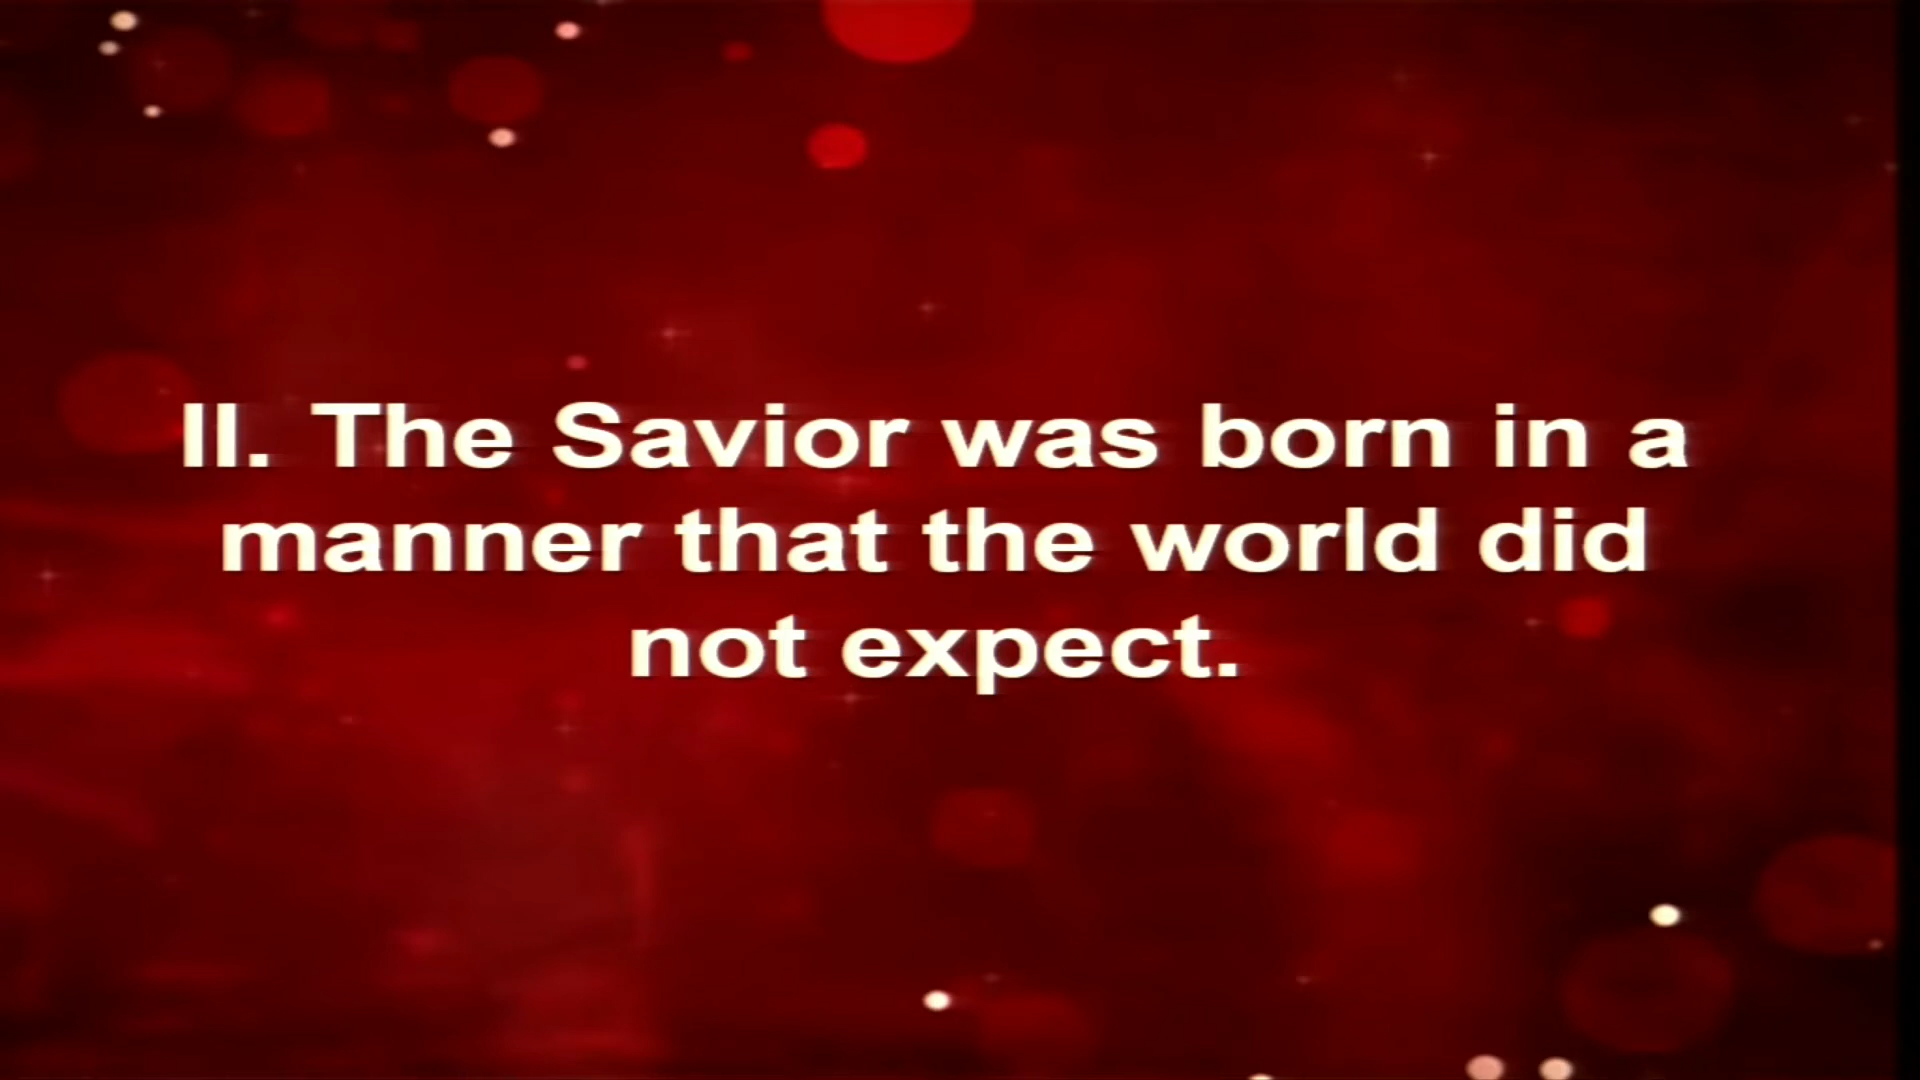 II. The Savior was born in a
manner that the world did
not expect.